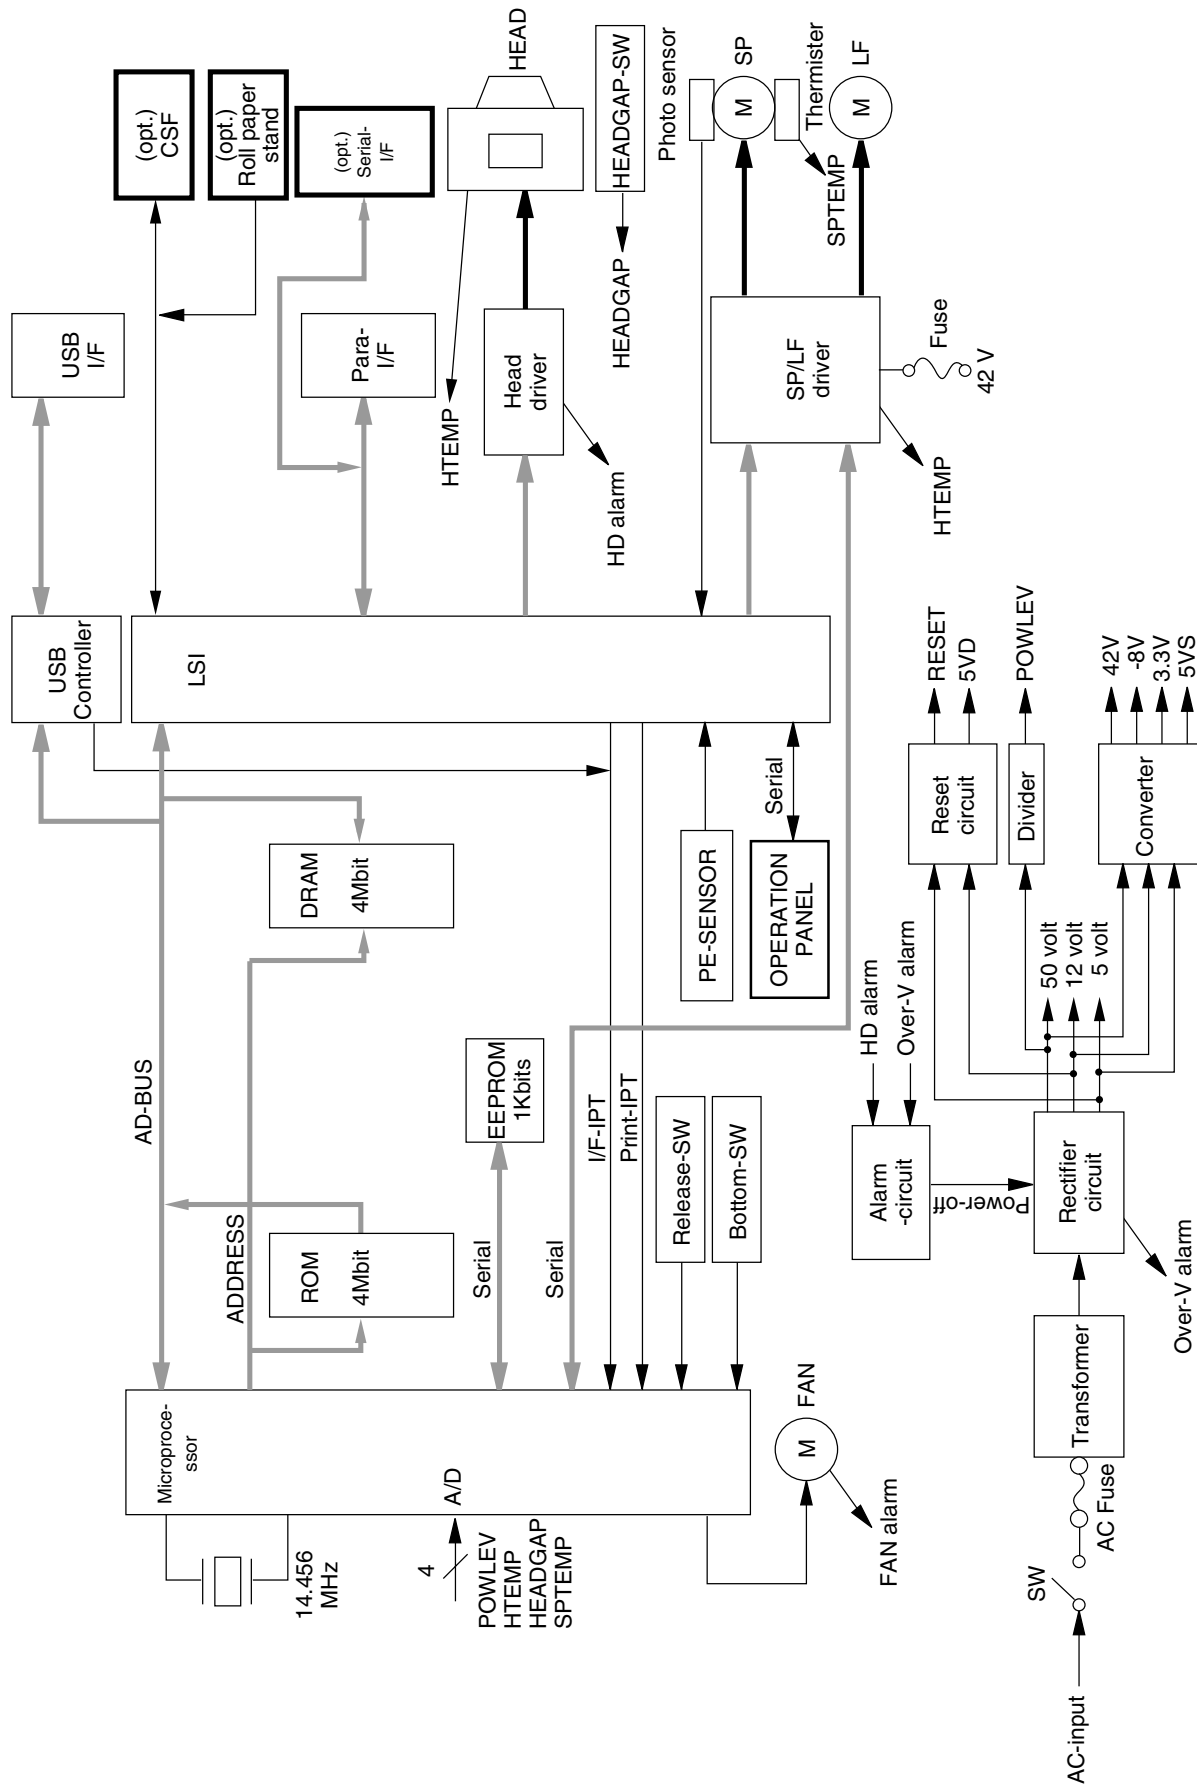 (opt.)
CSF
(opt.)
Roll paper
stand
(opt.)
Serial-
I/F
HEAD
HEADGAP-SW
Photo sensor
M
SP
Thermister
M
LF
USB
I/F
Para-
I/F
HTEMP
Head
driver
HD alarm
HEADGAP
SPTEMP
SP/LF
driver
Fuse
42 V
HTEMP
USB
Controller
LSI
AD-BUS
DRAM
4Mbit
ADDRESS
ROM
4Mbit
EEPROM
1Kbits
Serial
Serial
I/F-IPT
Print-IPT
PE-SENSOR
Serial
OPERATION
PANEL
Release-SW
Bottom-SW
Microproce-
ssor
A/D
14.456
MHz
4
POWLEV
HTEMP
HEADGAP
SPTEMP
M
FAN
FAN alarm
HD alarm
Over-V alarm
Alarm
-circuit
Power-off
RESET
5VD
Reset
circuit
POWLEV
Divider
42V
-8V
3.3V
5VS
Converter
50 volt
12 volt
5 volt
Rectifier
circuit
Over-V alarm
Transformer
AC Fuse
SW
AC-input